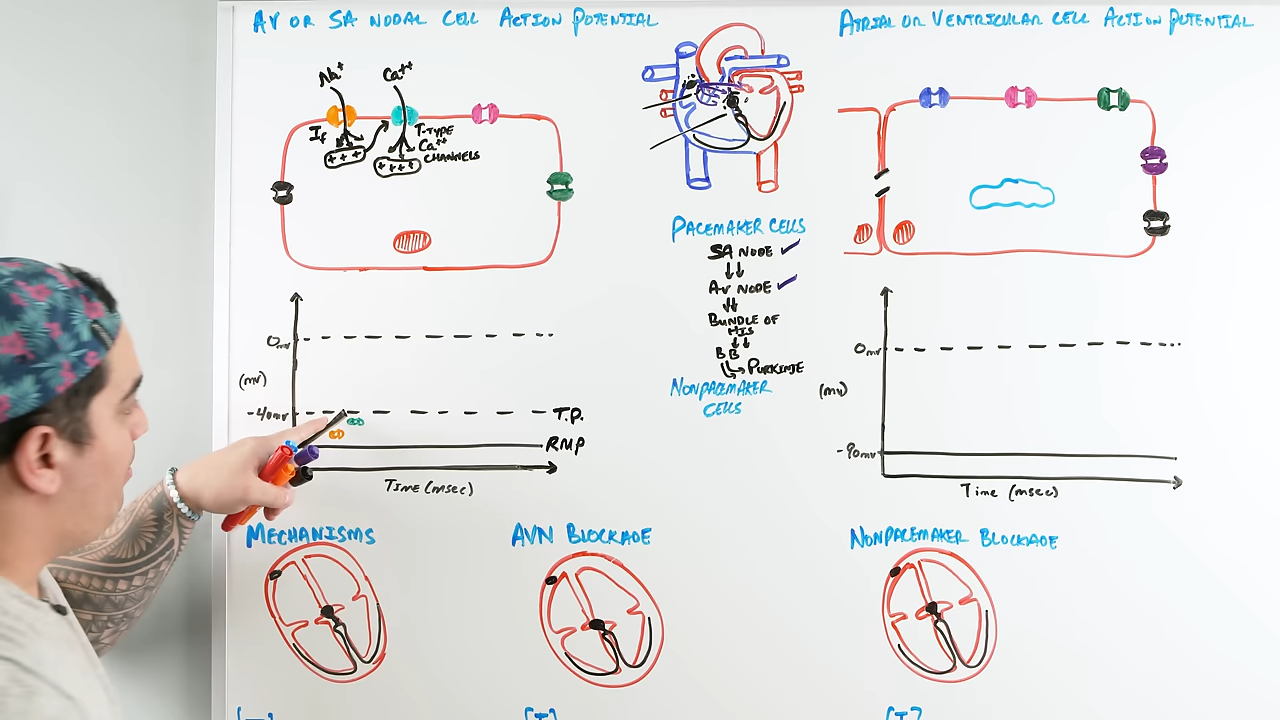 AV OR SA NODAL CELL ACTION POTENTIAL
Na+
Ca++
If
T-TYPE
Ca++
CHANNELS
+ + +
+ + + +
0mv
(mv)
-40mv
T.P.
RMP
TIME (msec)
PACEMAKER CELLS
SA NODE ✓
↓↓
AV NODE ✓
↓↓
BUNDLE OF
HIS
↓↓
BB
PURKINJE
NONPACEMAKER
CELLS
ATRIAL OR VENTRICULAR CELL ACTION POTENTIAL
0mv
(mv)
-90mv
Time (msec)
MECHANISMS
AVN BLOCKADE
NONPACEMAKER BLOCKADE